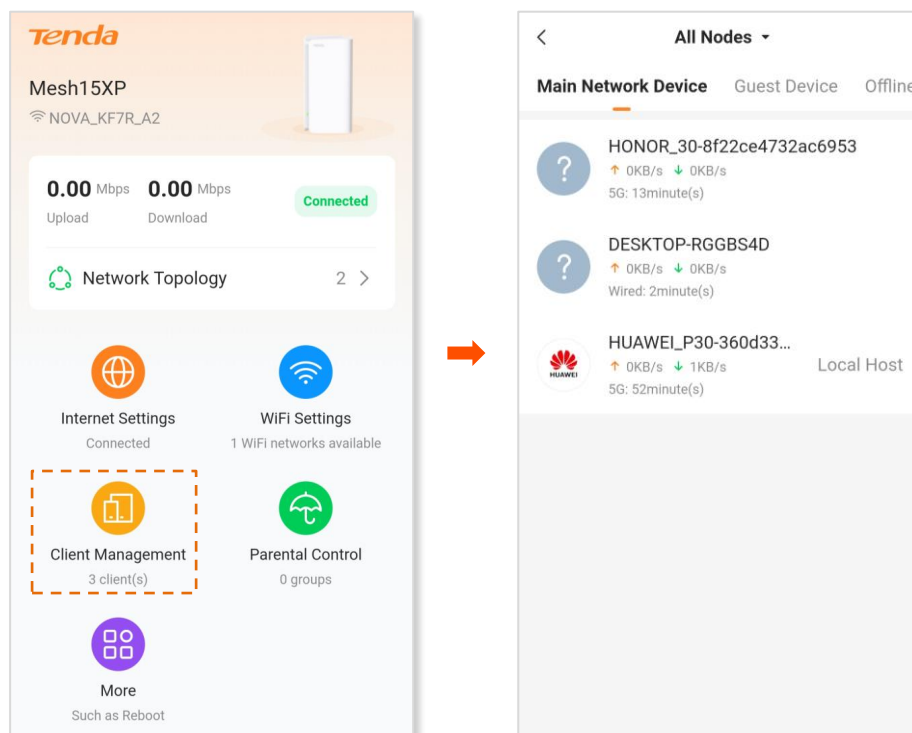 Tenda
Mesh15XP
NOVA_KF7R_A2
0.00 Mbps 0.00 Mbps
Upload Download
Connected
Network Topology 2
Internet Settings
Connected
WiFi Settings
1 WiFi networks available
Client Management
3 client(s)
Parental Control
0 groups
More
Such as Reboot
All Nodes
Main Network Device Guest Device Offline
HONOR_30-8f22ce4732ac6953
0KB/s 0KB/s
5G: 13minute(s)
DESKTOP-RGGBS4D
0KB/s 0KB/s
Wired: 2minute(s)
HUAWEI
HUAWEI_P30-360d33...
0KB/s 1KB/s
Local Host
5G: 52minute(s)